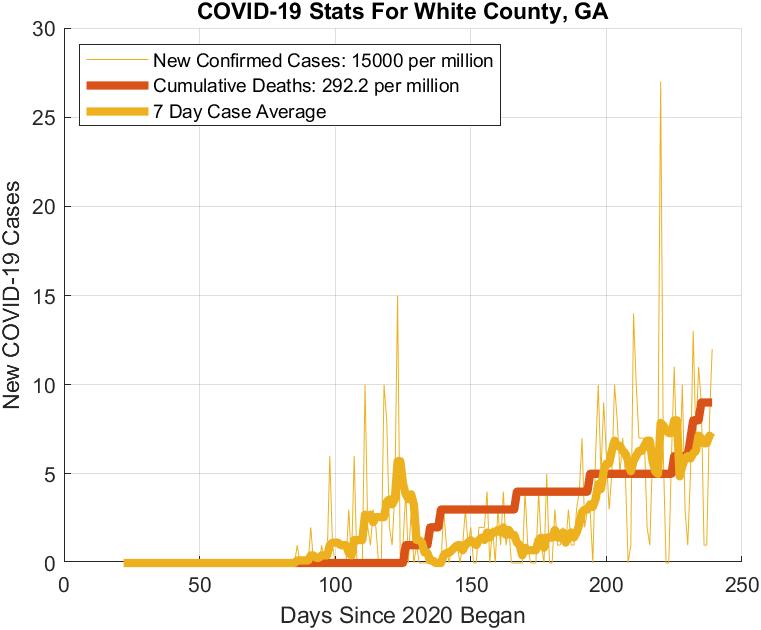 COVID-19 Stats For White County, GA
30
New Confirmed Cases: 15000 per million
Cumulative Deaths: 292.2 per million
7 Day Case Average
25
20
15
10
5
0
New COVID-19 Cases
0 50 100 150 200 250
Days Since 2020 Began